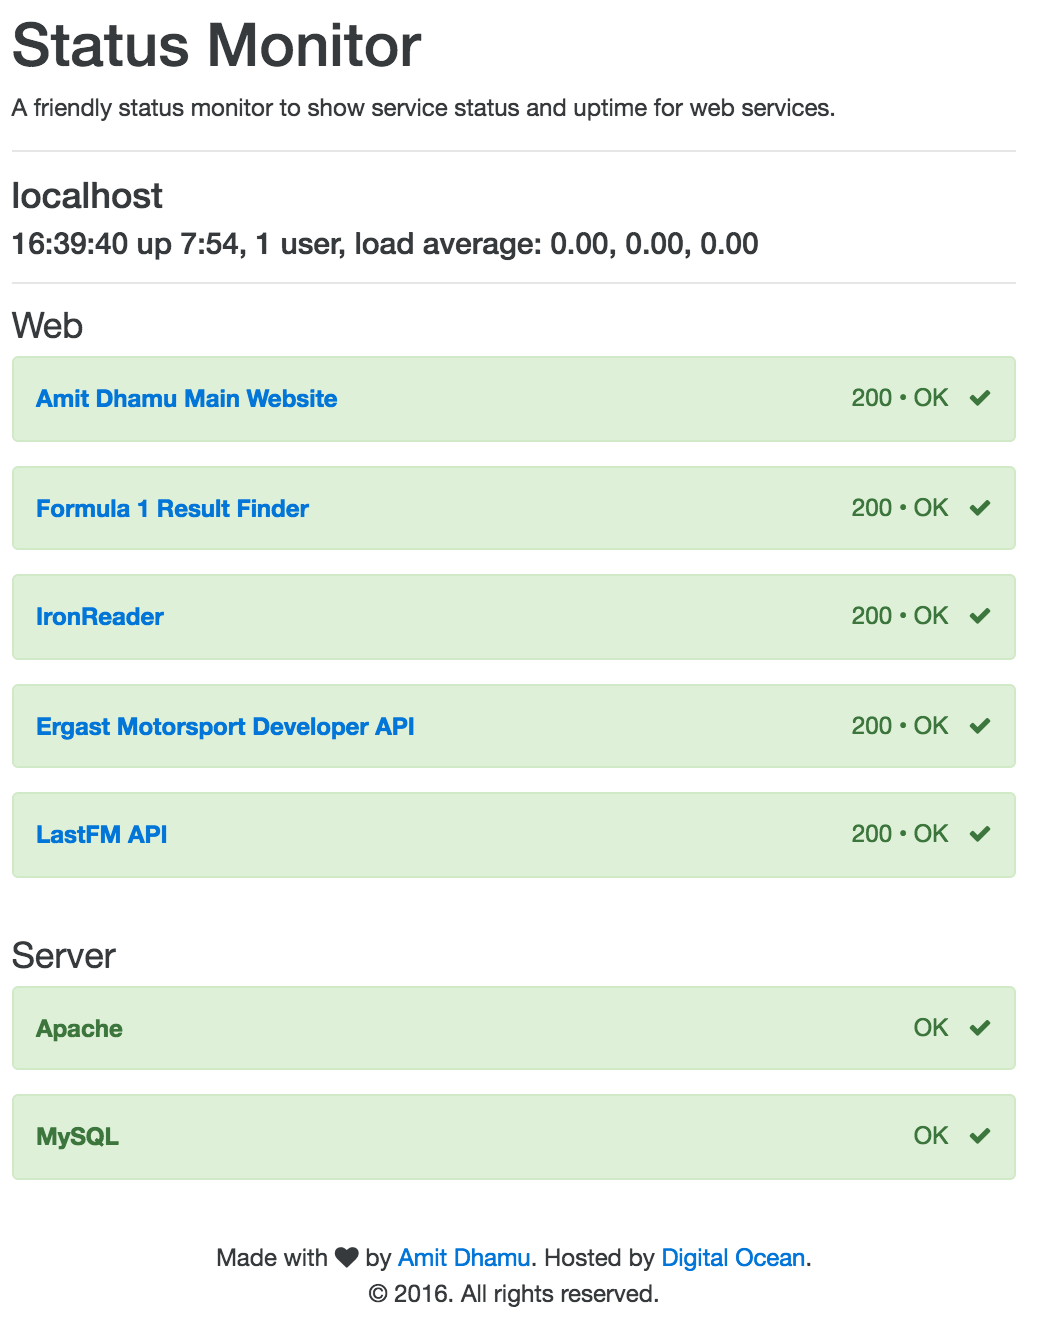 Status Monitor
A friendly status monitor to show service status and uptime for web services.
localhost
16:39:40 up 7:54, 1 user, load average: 0.00, 0.00, 0.00
Web
Amit Dhamu Main Website 200 • OK ✔
Formula 1 Result Finder 200 • OK ✔
IronReader 200 • OK ✔
Ergast Motorsport Developer API 200 • OK ✔
LastFM API 200 • OK ✔
Server
Apache OK ✔
MySQL OK ✔
Made with ♥ by Amit Dhamu. Hosted by Digital Ocean.
© 2016. All rights reserved.